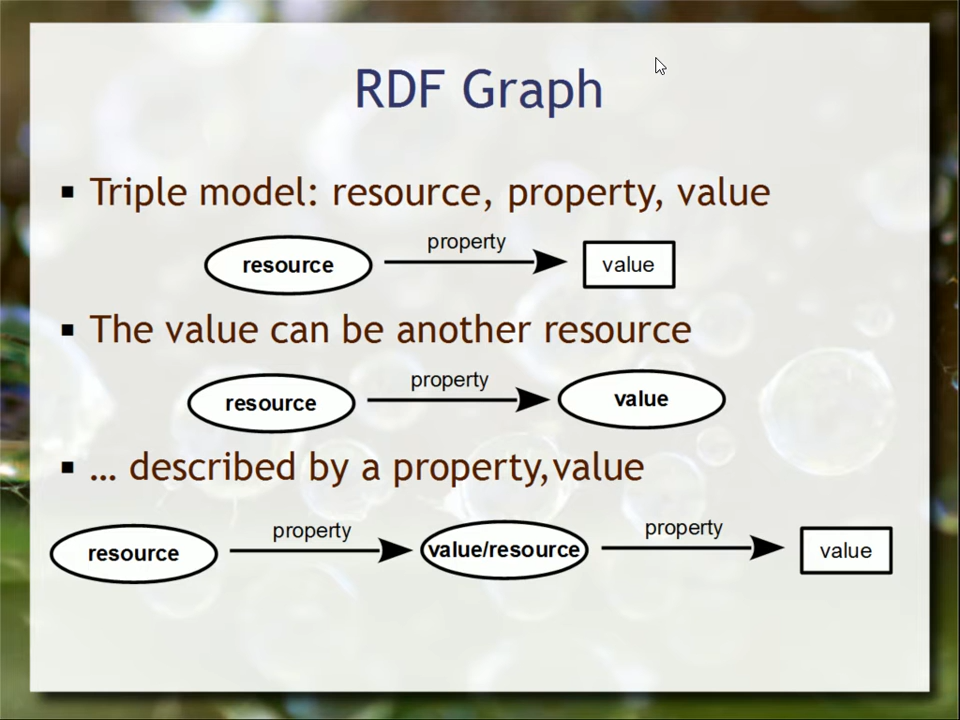 RDF Graph
▪ Triple model: resource, property, value
property
resource
value
▪ The value can be another resource
property
resource
value
▪ … described by a property,value
property
property
resource
value/resource
value